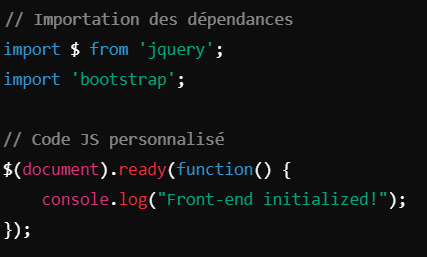 // Importation des dépendances
import $ from 'jquery';
import 'bootstrap';

// Code JS personnalisé
$(document).ready(function() {
    console.log("Front-end initialized!");
});